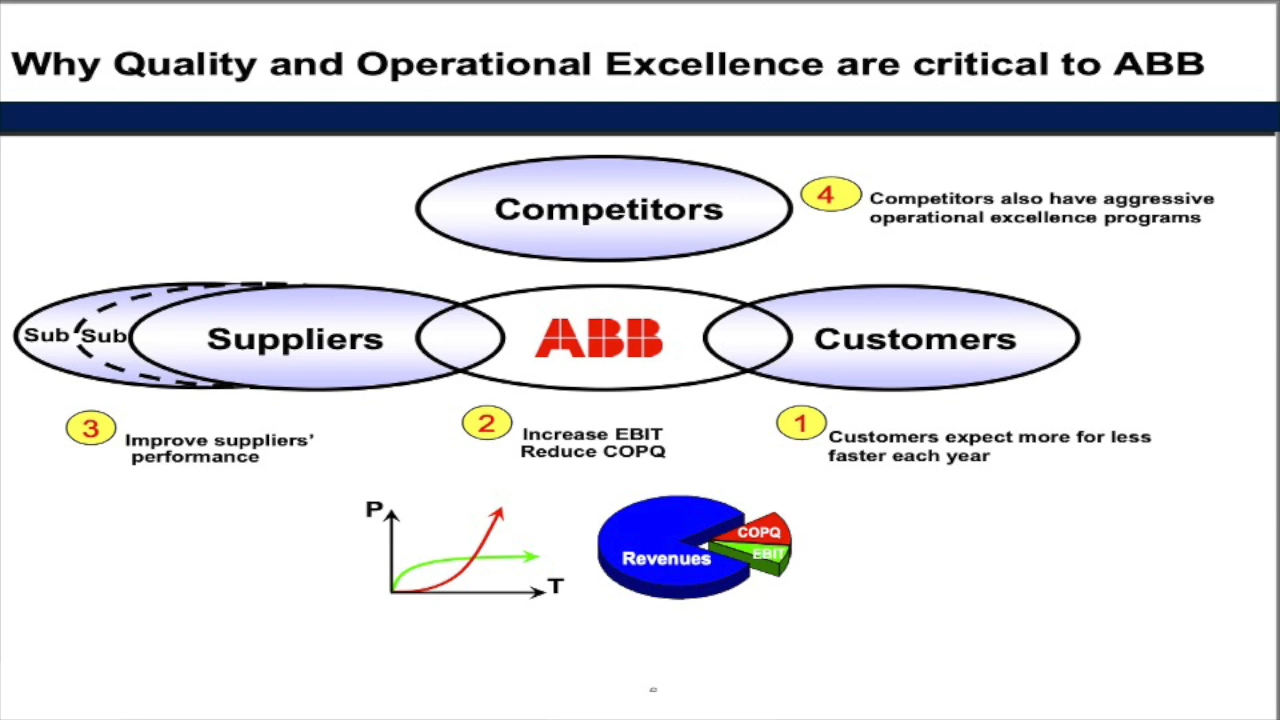 Why Quality and Operational Excellence are critical to ABB
Competitors
4
Competitors also have aggressive
operational excellence programs
Sub
Sub
Suppliers
ABB
Customers
3
Improve suppliers’
performance
2
Increase EBIT
Reduce COPQ
1
Customers expect more for less
faster each year
P
T
COPQ
EBIT
Revenues